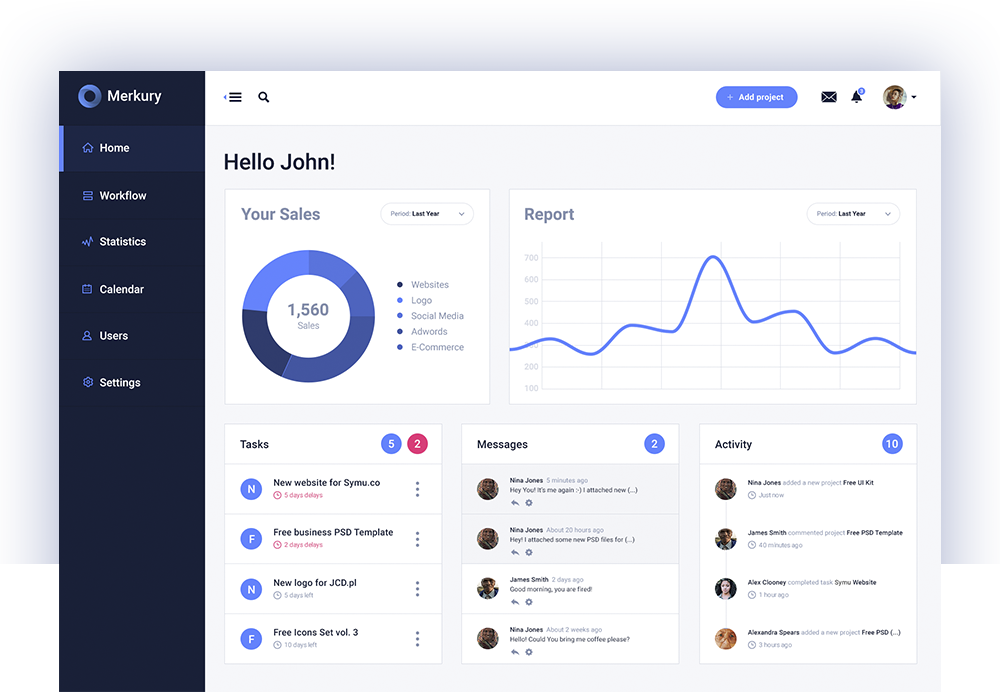 Merkury
Home
Workflow
Statistics
Calendar
Users
Settings
+ Add project
3
Hello John!
Your Sales
Period: Last Year
1,560
Sales
Websites
Logo
Social Media
Adwords
E-Commerce
Report
Period: Last Year
700
600
500
400
300
200
100
Tasks
5
2
N
New website for Symu.co
5 days delays
F
Free business PSD Template
2 days delays
N
New logo for JCD.pl
5 days left
F
Free Icons Set vol. 3
10 days left
Messages
2
Nina Jones 5 minutes ago
Hey You! It's me again :-) I attached new (...)
Nina Jones About 20 hours ago
Hey! I attached some new PSD files for (...)
James Smith 2 days ago
Good morning, you are fired!
Nina Jones About 2 weeks ago
Hello! Could You bring me coffee please?
Activity
10
Nina Jones added a new project Free UI Kit
Just now
James Smith commented project Free PSD Template
40 minutes ago
Alex Clooney completed task Symu Website
1 hour ago
Alexandra Spears added a new project Free PSD (...)
3 hours ago